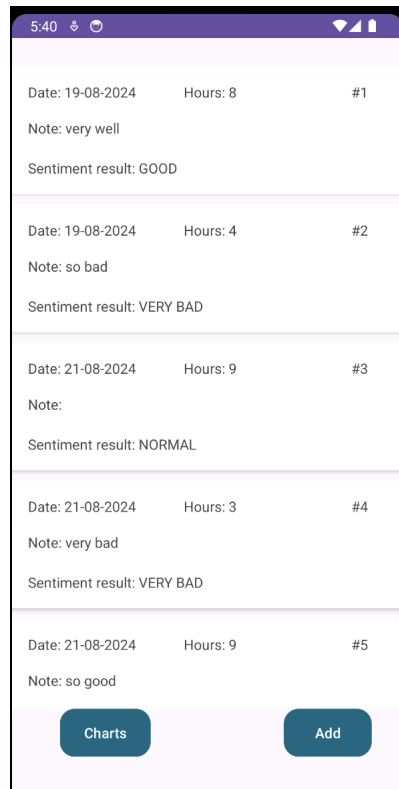 5:40
Date: 19-08-2024 Hours: 8 #1
Note: very well
Sentiment result: GOOD
Date: 19-08-2024 Hours: 4 #2
Note: so bad
Sentiment result: VERY BAD
Date: 21-08-2024 Hours: 9 #3
Note:
Sentiment result: NORMAL
Date: 21-08-2024 Hours: 3 #4
Note: very bad
Sentiment result: VERY BAD
Date: 21-08-2024 Hours: 9 #5
Note: so good
Charts Add